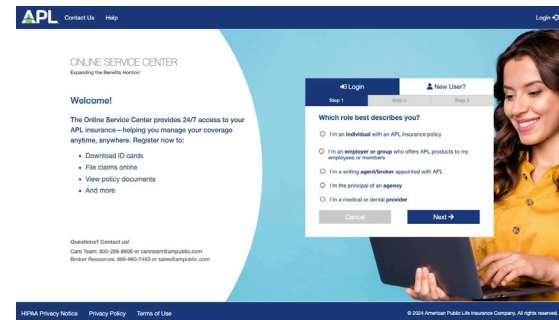 APL Contact Us Help Login
ONLINE SERVICE CENTER
Expanding the Benefits Horizon
Welcome!
The Online Service Center provides 24/7 access to your
APL insurance—helping you manage your coverage
anytime, anywhere. Register now to:
• Download ID cards
• File claims online
• View policy documents
• And more
Questions? Contact us!
Care Team: 800-256-8606 or careteam@ampublic.com
Broker Resources: 866-960-7483 or sales@ampublic.com
Login New User?
Step 1 Step 2 Step 3
Which role best describes you?
I'm an individual with an APL insurance policy
I'm an employer or group who offers APL products to my
employees or members
I'm a writing agent/broker appointed with APL
I'm the principal of an agency
I'm a medical or dental provider
Cancel Next →
HIPAA Privacy Notice Privacy Policy Terms of Use © 2024 American Public Life Insurance Company. All rights reserved.